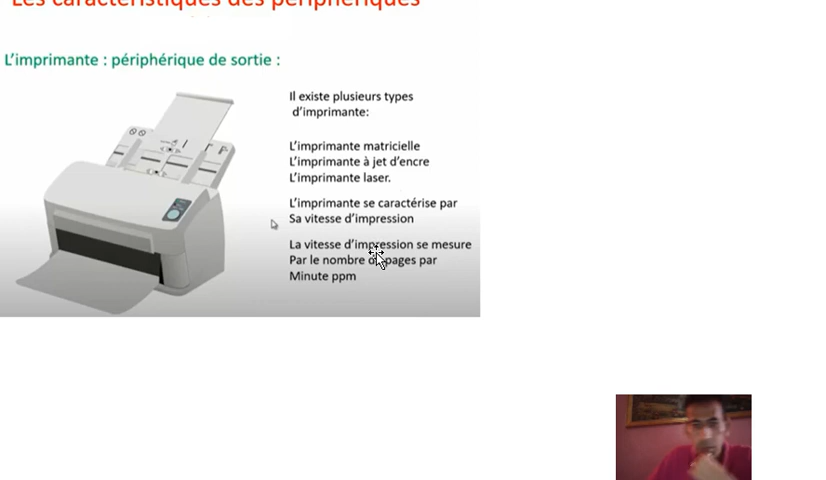 Les caractéristiques des périphériques
L'imprimante : périphérique de sortie :
Il existe plusieurs types
d'imprimante:
L'imprimante matricielle
L'imprimante à jet d'encre
L'imprimante laser.
L'imprimante se caractérise par
Sa vitesse d'impression
La vitesse d'impression se mesure
Par le nombre de pages par
Minute ppm